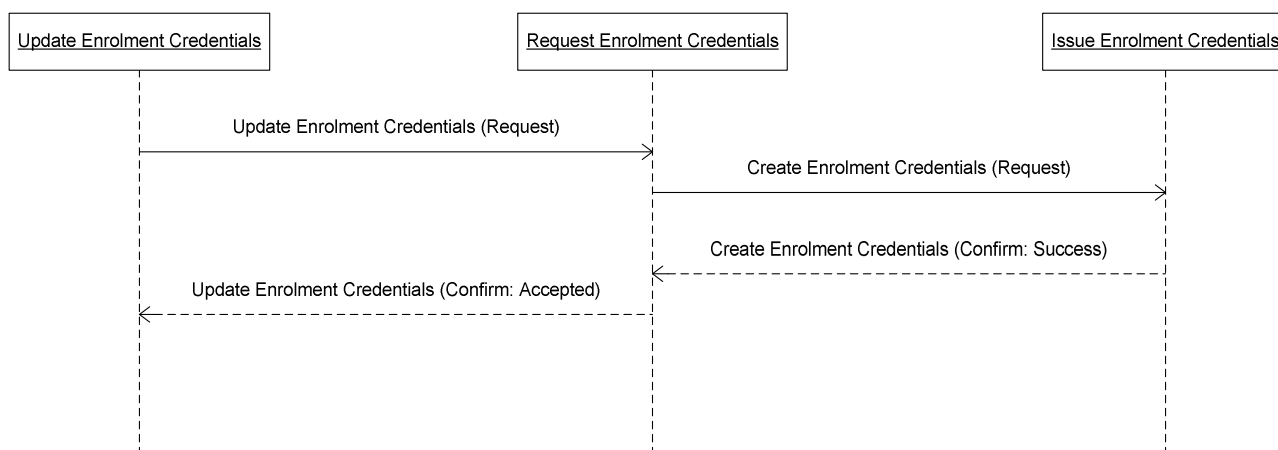 Update Enrolment Credentials
Request Enrolment Credentials
Issue Enrolment Credentials
Update Enrolment Credentials (Request)
Create Enrolment Credentials (Request)
Create Enrolment Credentials (Confirm: Success)
Update Enrolment Credentials (Confirm: Accepted)